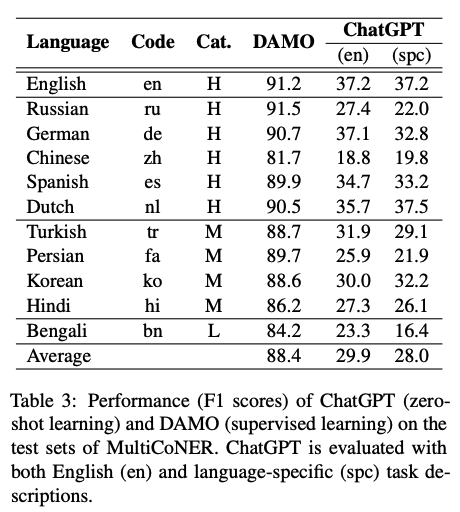 Language Code Cat. DAMO ChatGPT
(en) (spc)
English en H 91.2 37.2 37.2
Russian ru H 91.5 27.4 22.0
German de H 90.7 37.1 32.8
Chinese zh H 81.7 18.8 19.8
Spanish es H 89.9 34.7 33.2
Dutch nl H 90.5 35.7 37.5
Turkish tr M 88.7 31.9 29.1
Persian fa M 89.7 25.9 21.9
Korean ko M 88.6 30.0 32.2
Hindi hi M 86.2 27.3 26.1
Bengali bn L 84.2 23.3 16.4
Average 88.4 29.9 28.0
Table 3: Performance (F1 scores) of ChatGPT (zero-
shot learning) and DAMO (supervised learning) on the
test sets of MultiCoNER. ChatGPT is evaluated with
both English (en) and language-specific (spc) task de-
scriptions.